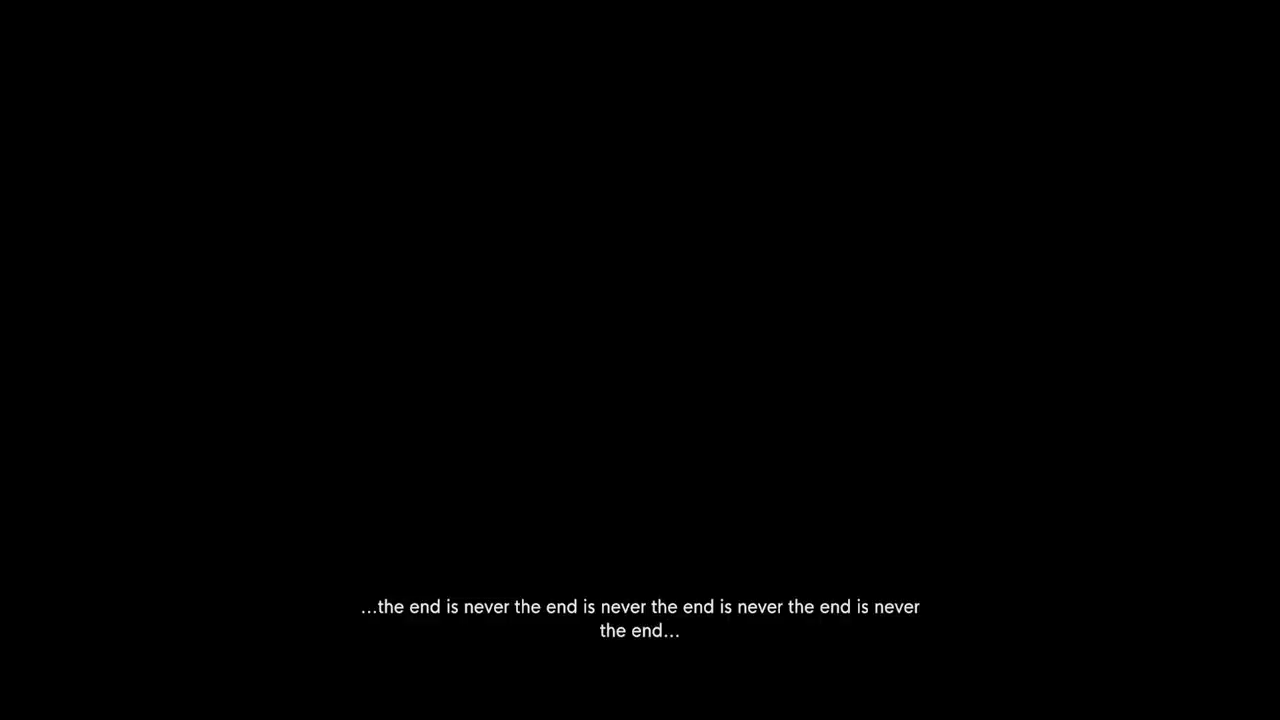 ...the end is never the end is never the end is never the end is never
the end...